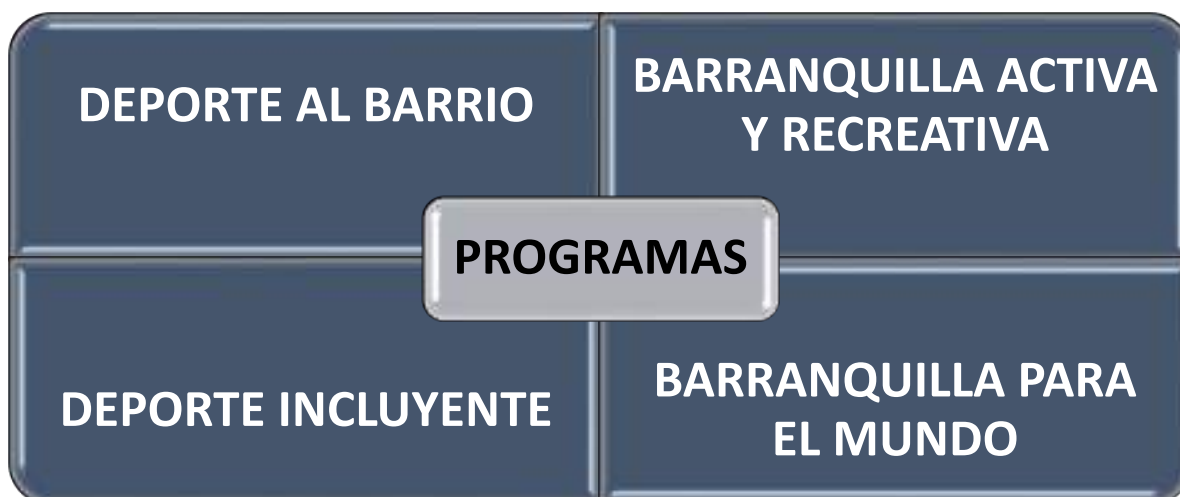 DEPORTE AL BARRIO
BARRANQUILLA ACTIVA
Y RECREATIVA
PROGRAMAS
DEPORTE INCLUYENTE
BARRANQUILLA PARA
EL MUNDO